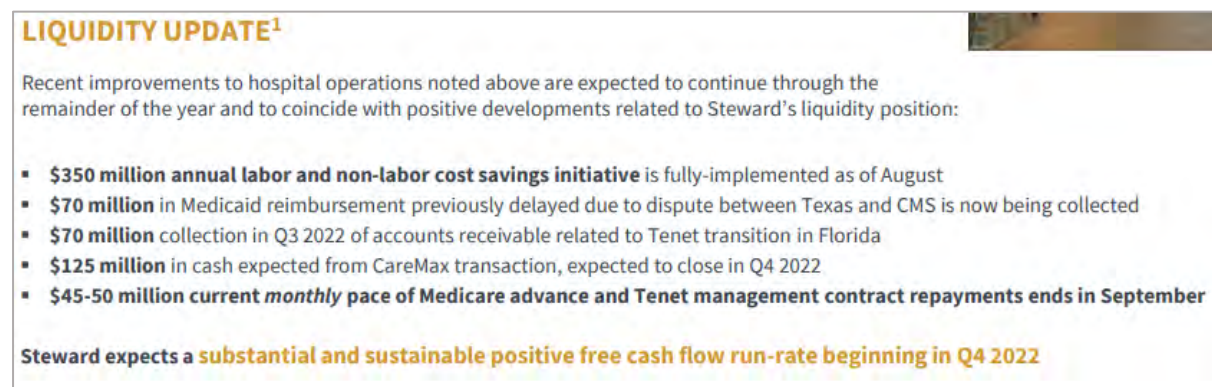 LIQUIDITY UPDATE¹
Recent improvements to hospital operations noted above are expected to continue through the
remainder of the year and to coincide with positive developments related to Steward’s liquidity position:
▪ $350 million annual labor and non-labor cost savings initiative is fully-implemented as of August
▪ $70 million in Medicaid reimbursement previously delayed due to dispute between Texas and CMS is now being collected
▪ $70 million collection in Q3 2022 of accounts receivable related to Tenet transition in Florida
▪ $125 million in cash expected from CareMax transaction, expected to close in Q4 2022
▪ $45-50 million current monthly pace of Medicare advance and Tenet management contract repayments ends in September
Steward expects a substantial and sustainable positive free cash flow run-rate beginning in Q4 2022